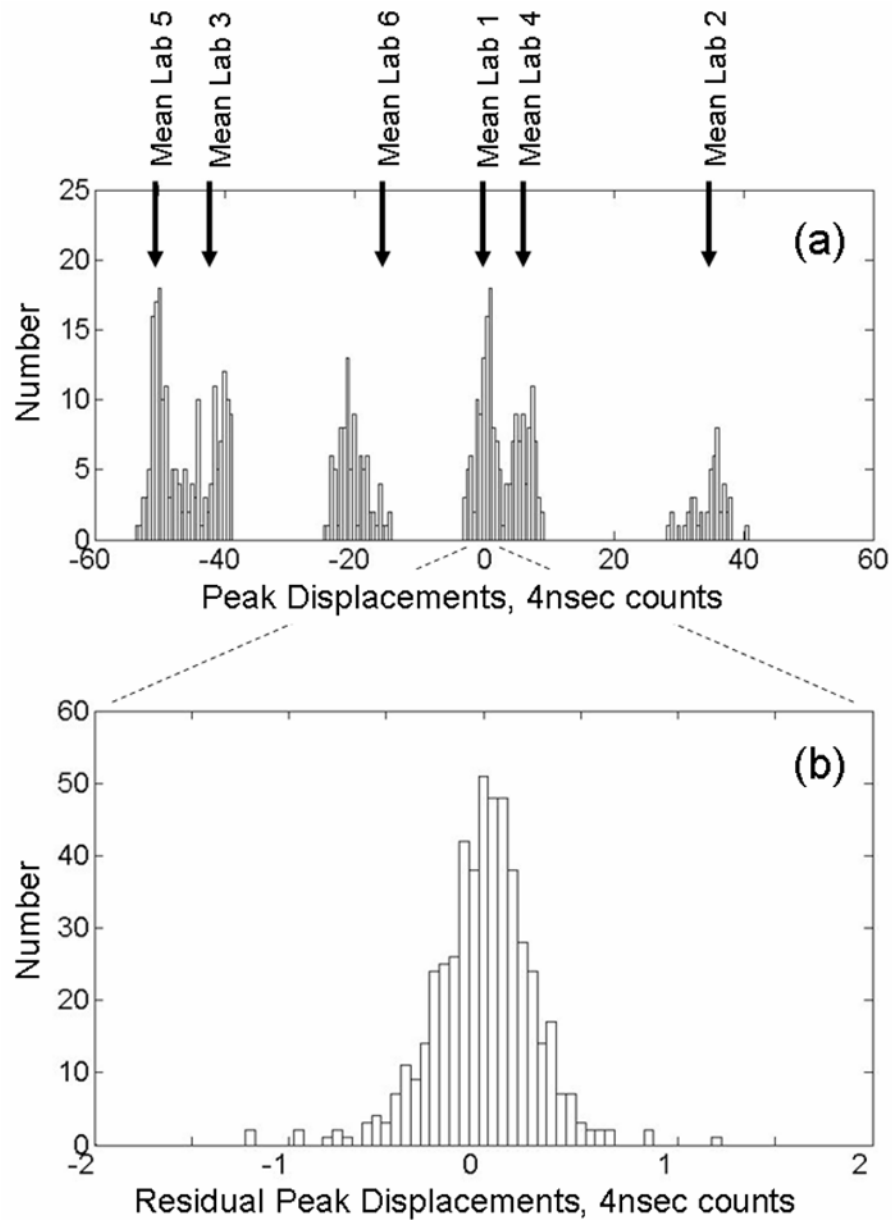 Mean Lab 5
Mean Lab 3
Mean Lab 6
Mean Lab 1
Mean Lab 4
Mean Lab 2
25
20
15
10
5
0
Number
(a)
-60 -40 -20 0 20 40 60
Peak Displacements, 4nsec counts
60
50
40
30
20
10
0
Number
(b)
-2 -1 0 1 2
Residual Peak Displacements, 4nsec counts